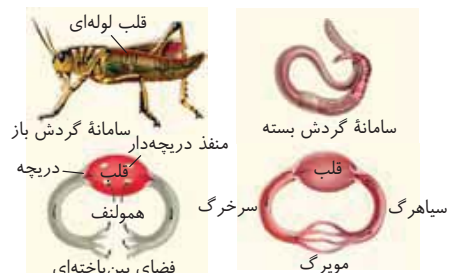 قلب لوله‌ای
سامانهٔ گردش باز
سامانهٔ گردش بسته
منفذ دریچه‌دار
دریچه
قلب
همولنف
فضای بین‌یاخته‌ای
قلب
سرخرگ
سیاهرگ
مویرگ